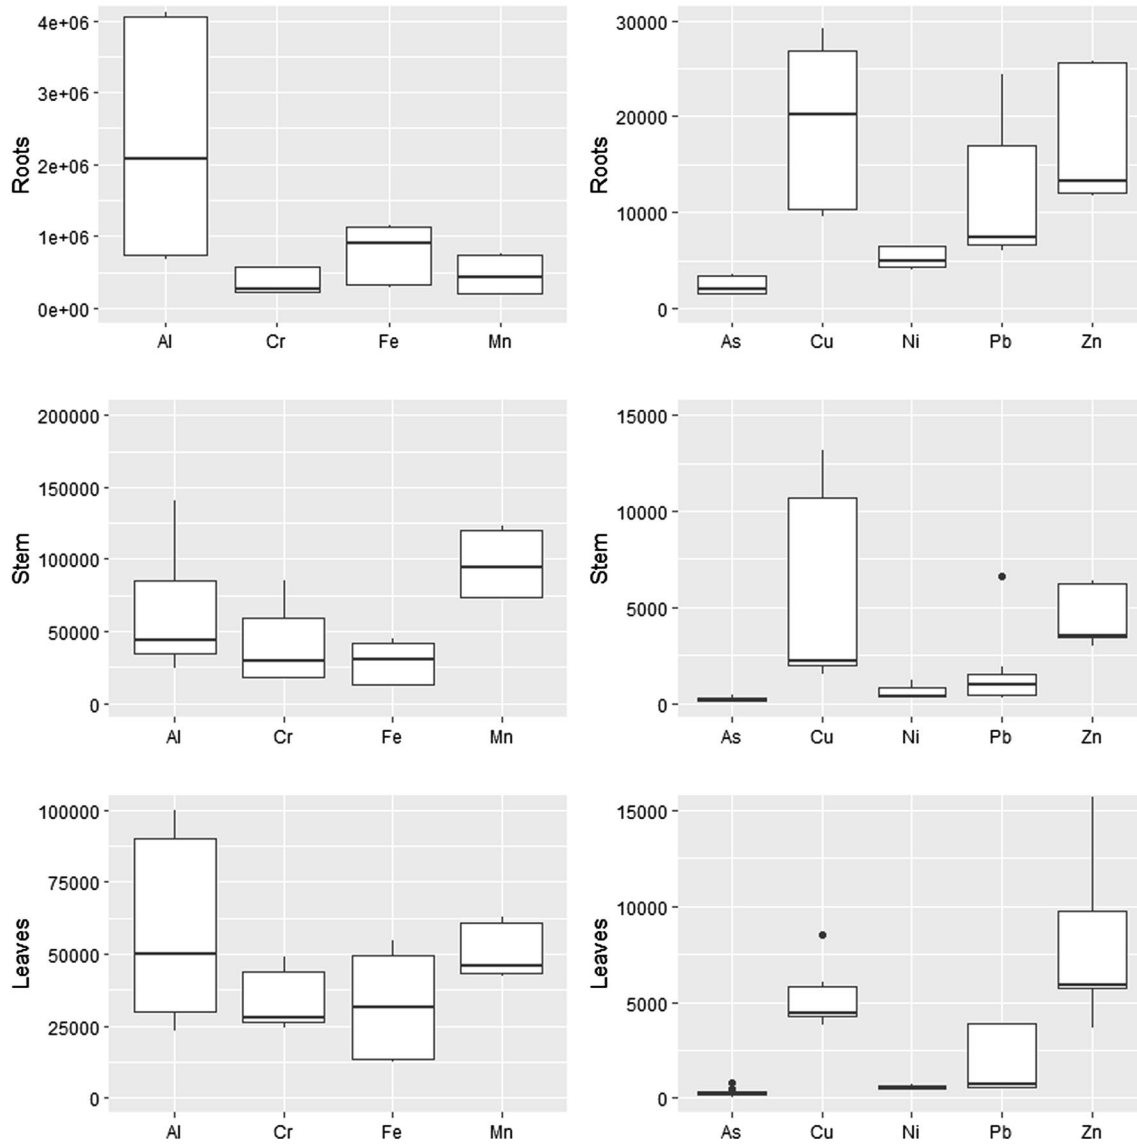 Roots
4e+06
3e+06
2e+06
1e+06
0e+00
Al Cr Fe Mn
Roots
30000
20000
10000
0
As Cu Ni Pb Zn
Stem
200000
150000
100000
50000
0
Al Cr Fe Mn
Stem
15000
10000
5000
0
As Cu Ni Pb Zn
Leaves
100000
75000
50000
25000
0
Al Cr Fe Mn
Leaves
15000
10000
5000
0
As Cu Ni Pb Zn